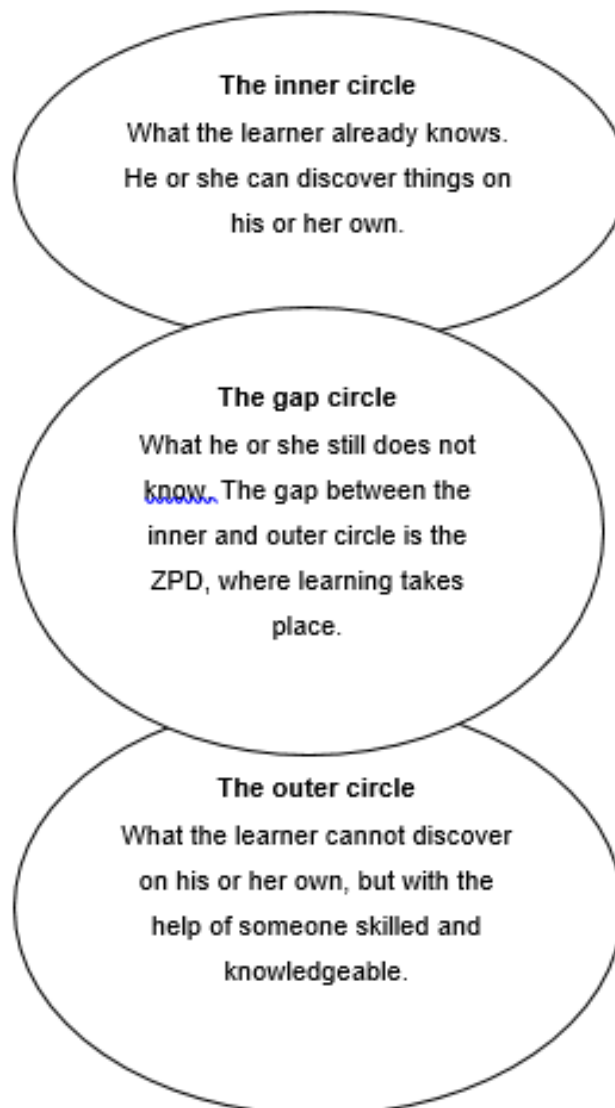 The inner circle
What the learner already knows.
He or she can discover things on
his or her own.
The gap circle
What he or she still does not
know. The gap between the
inner and outer circle is the
ZPD, where learning takes
place.
The outer circle
What the learner cannot discover
on his or her own, but with the
help of someone skilled and
knowledgeable.